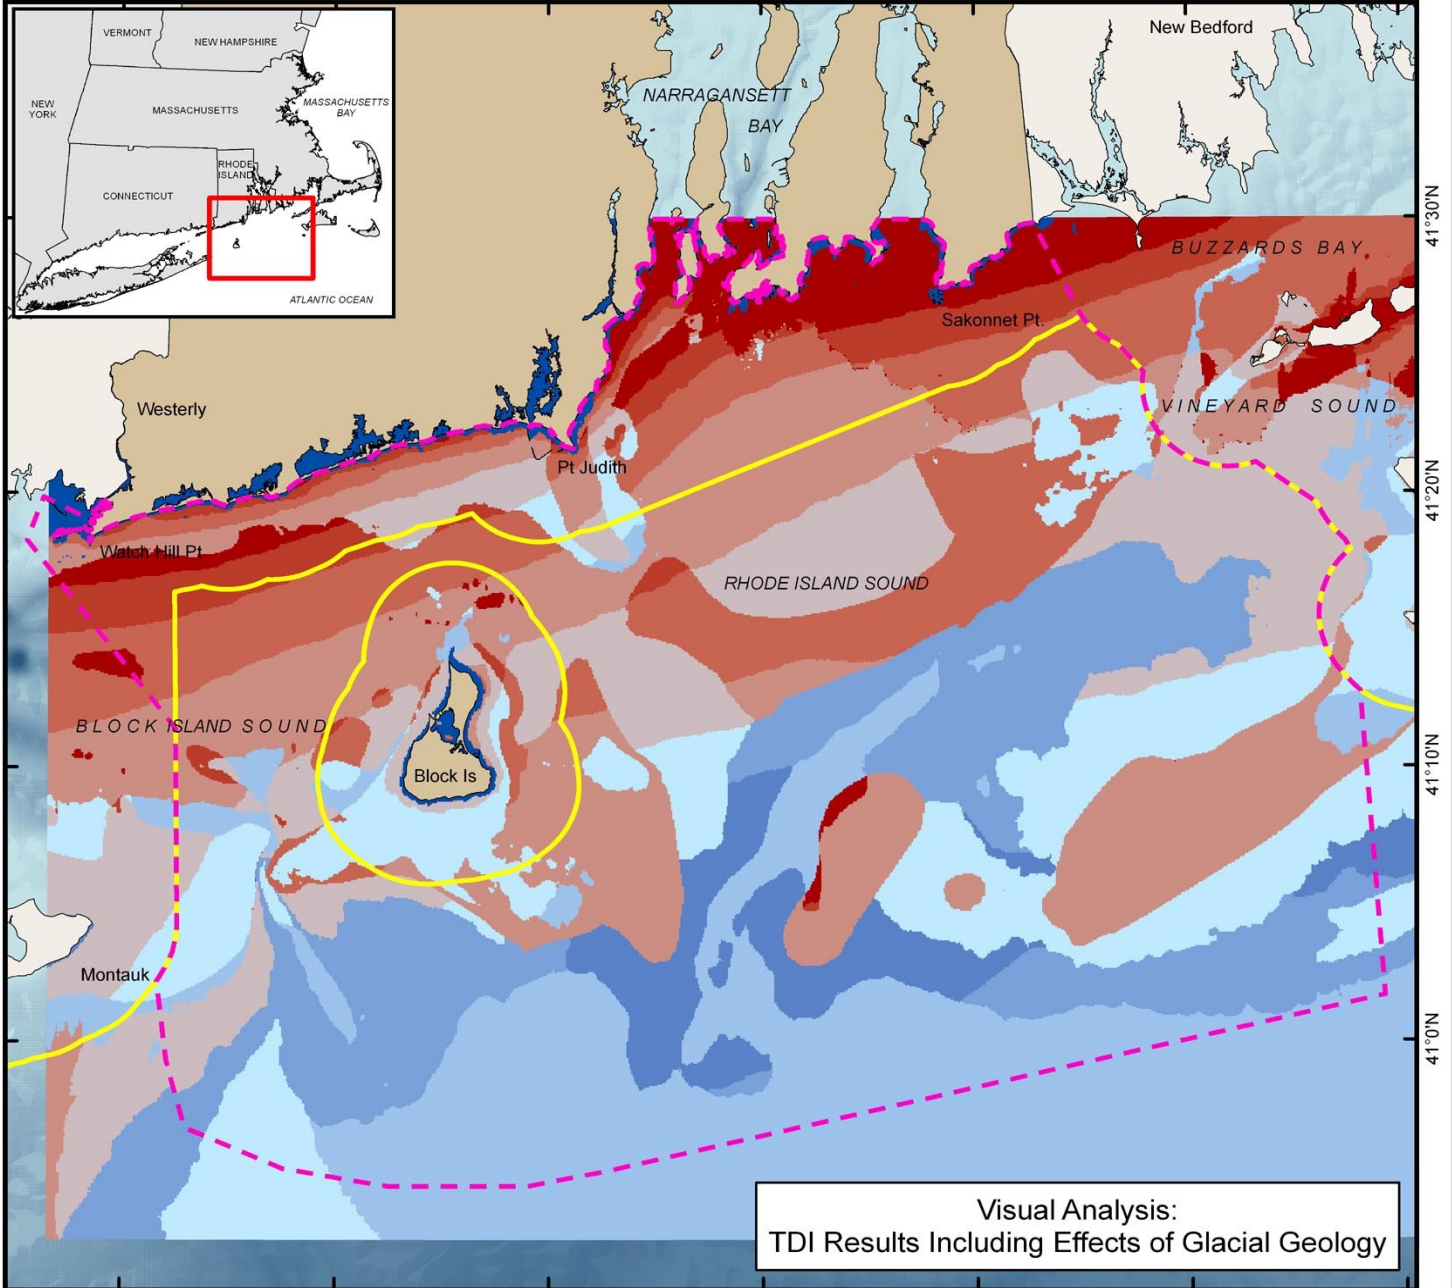 VERMONT
NEW HAMPSHIRE
NEW
YORK
MASSACHUSETTS
MASSACHUSETTS
BAY
CONNECTICUT
RHODE
ISLAND
ATLANTIC OCEAN
New Bedford
NARRAGANSETT
BAY
41°30'N
BUZZARDS BAY
Sakonnet Pt.
Westerly
VINEYARD SOUND
Pt Judith
41°20'N
Watch Hill Pt
RHODE ISLAND SOUND
BLOCK ISLAND SOUND
41°10'N
Block Is
Montauk
41°0'N
Visual Analysis:
TDI Results Including Effects of Glacial Geology